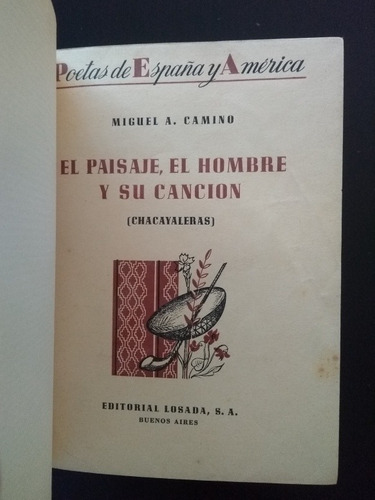 Poetas de España y América
MIGUEL A. CAMINO
EL PAISAJE, EL HOMBRE
Y SU CANCION
(CHACAYALERAS)
EDITORIAL LOSADA, S. A.
BUENOS AIRES